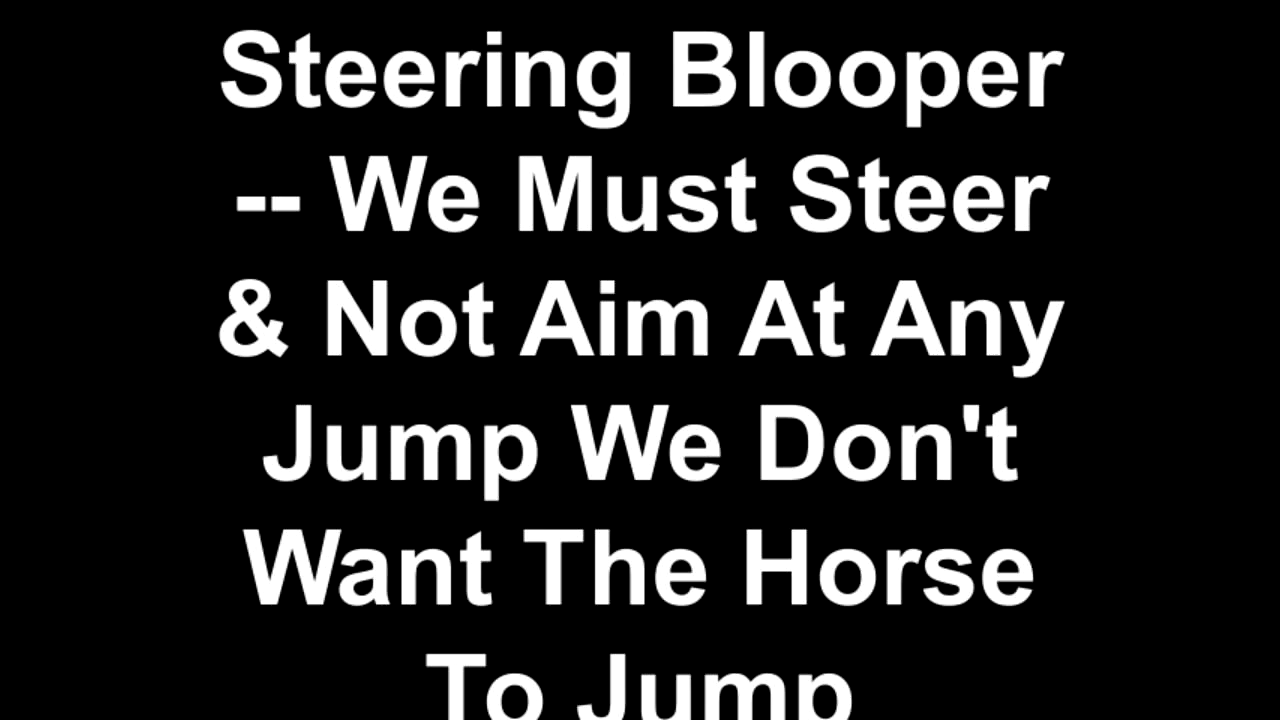 Steering Blooper
-- We Must Steer
& Not Aim At Any
Jump We Don't
Want The Horse
To Jump